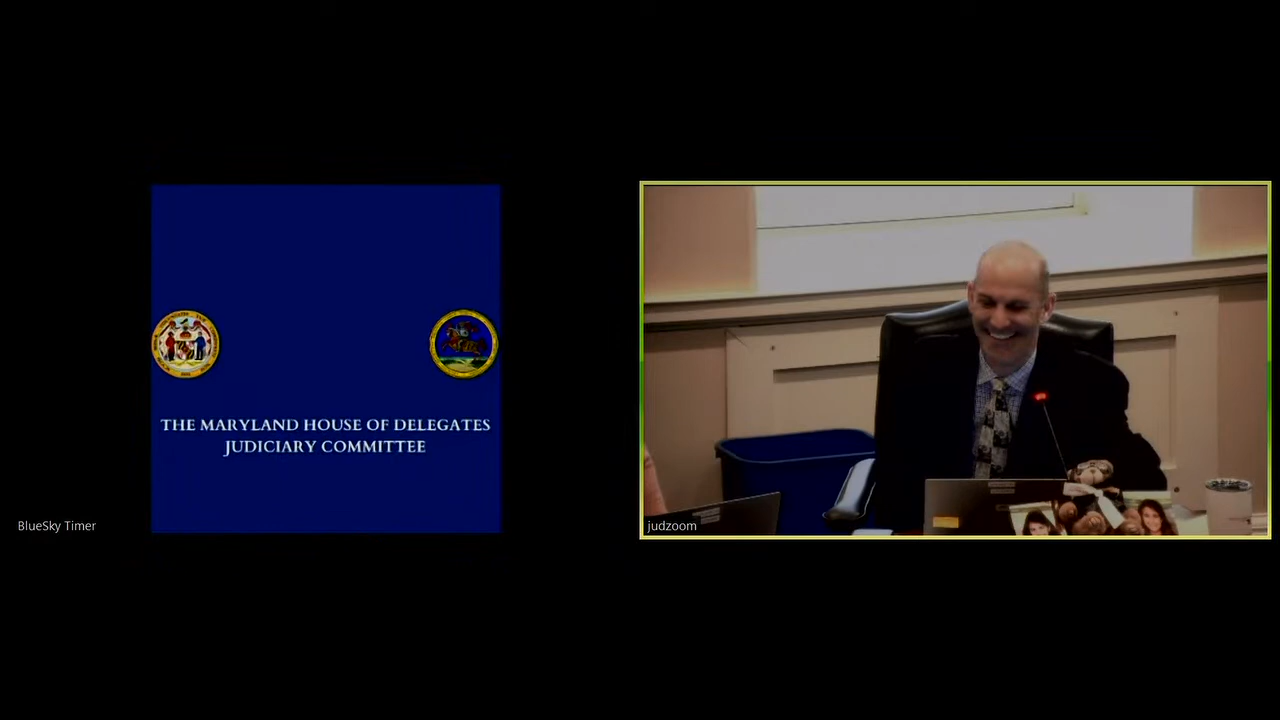 THE MARYLAND HOUSE OF DELEGATES
JUDICIARY COMMITTEE
BlueSky Timer
judzoom